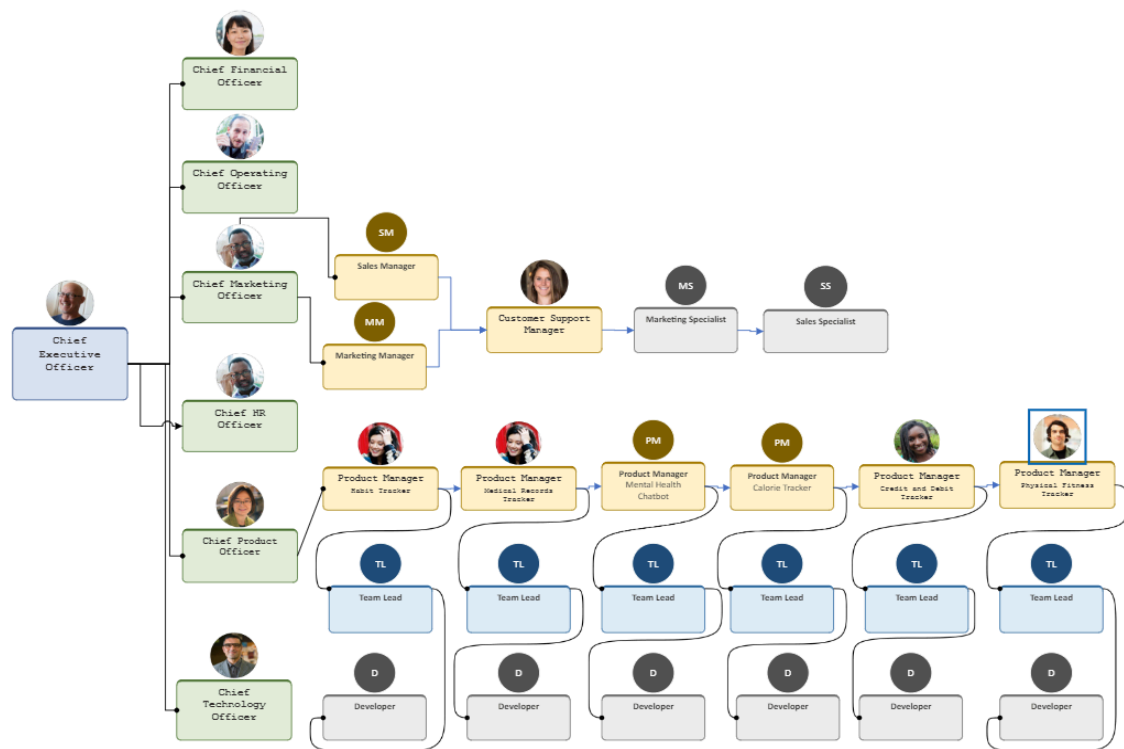 Chief Financial
Officer
Chief Operating
Officer
SM
Sales Manager
Chief Marketing
Officer
MS
Marketing Specialist
SS
Sales Specialist
Customer Support
Manager
MM
Marketing Manager
Chief
Executive
Officer
Chief HR
Officer
Product Manager
Habit Tracker
Product Manager
Medical Records
Tracker
PM
Product Manager
Mental Health
Chatbot
PM
Product Manager
Calorie Tracker
Product Manager
Credit and Debit
Tracker
Product Manager
Physical Fitness
Tracker
Chief Product
Officer
TL
Team Lead
TL
Team Lead
TL
Team Lead
TL
Team Lead
TL
Team Lead
TL
Team Lead
Chief
Technology
Officer
D
Developer
D
Developer
D
Developer
D
Developer
D
Developer
D
Developer